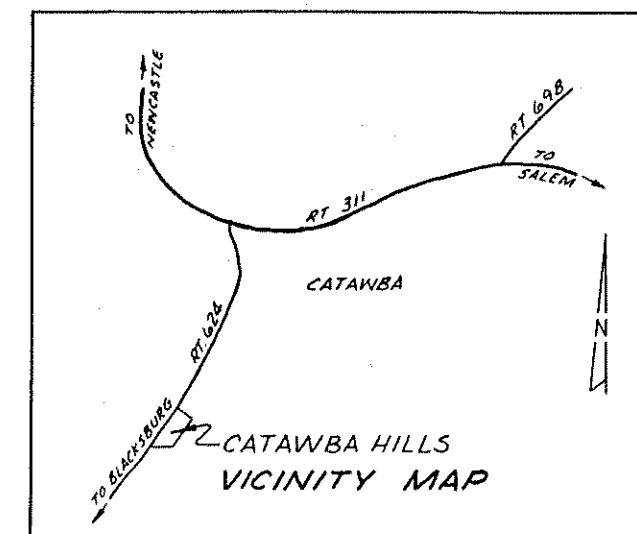 TO
NEWCASTLE
RT 698
TO
SALEM
RT 311
CATAWBA
RT. 624
N
TO BLACKSBURG
CATAWBA HILLS
VICINITY MAP